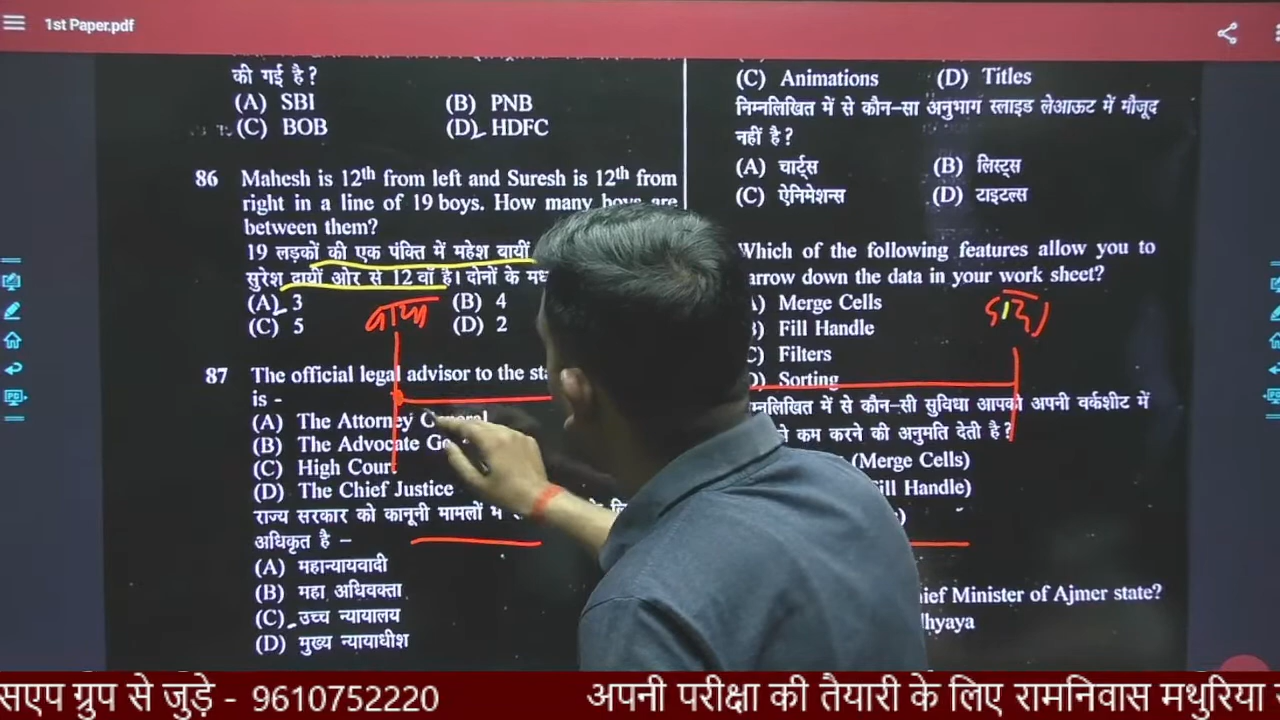 1st Paper.pdf
की गई है?
(A) SBI (B) PNB
(C) BOB (D) HDFC
86 Mahesh is 12th from left and Suresh is 12th from
right in a line of 19 boys. How many boys are
between them?
19 लड़कों की एक पंक्ति में महेश बायीं
सुरेश दायीं ओर से 12 वाँ है। दोनों के मध
(A) 3 (B) 4
(C) 5 (D) 2
बायां
87 The official legal advisor to the
is -
(A) The Attorney General
(B) The Advocate
(C) High Court
(D) The Chief Justice
राज्य सरकार को कानूनी मामलों
अधिकृत है –
(A) महान्यायवादी
(B) महा अधिवक्ता
(C) उच्च न्यायालय
(D) मुख्य न्यायाधीश
(C) Animations (D) Titles
निम्नलिखित में से कौन-सा अनुभाग स्लाइड लेआऊट में मौजूद
नहीं है?
(A) चार्ट्स (B) लिस्ट्स
(C) ऐनिमेशन्स (D) टाइटल्स
Which of the following features allow you to
arrow down the data in your work sheet?
) Merge Cells
) Fill Handle
) Filters
) Sorting
म्नलिखित में से कौन-सी सुविधा आपको अपनी वर्कशीट में
कम करने की अनुमति देती है?
(Merge Cells)
ill Handle)
ief Minister of Ajmer state?
dhyaya
सएप ग्रुप से जुड़े - 9610752220 अपनी परीक्षा की तैयारी के लिए रामनिवास मथुरिया